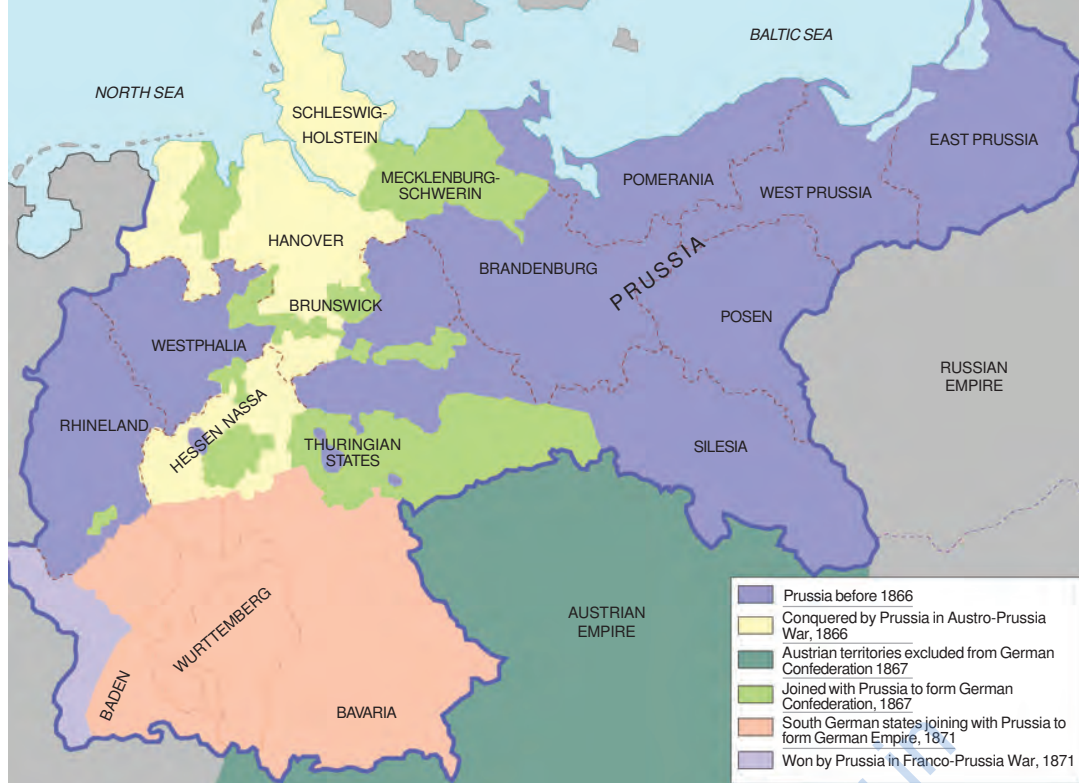 BALTIC SEA
NORTH SEA
SCHLESWIG-
HOLSTEIN
EAST PRUSSIA
MECKLENBURG-
SCHWERIN
POMERANIA
WEST PRUSSIA
HANOVER
BRANDENBURG
PRUSSIA
BRUNSWICK
POSEN
WESTPHALIA
RUSSIAN
EMPIRE
RHINELAND
HESSEN NASSA
THURINGIAN
STATES
SILESIA
AUSTRIAN
EMPIRE
WURTTEMBERG
BADEN
BAVARIA
Prussia before 1866
Conquered by Prussia in Austro-Prussia
War, 1866
Austrian territories excluded from German
Confederation 1867
Joined with Prussia to form German
Confederation, 1867
South German states joining with Prussia to
form German Empire, 1871
Won by Prussia in Franco-Prussia War, 1871